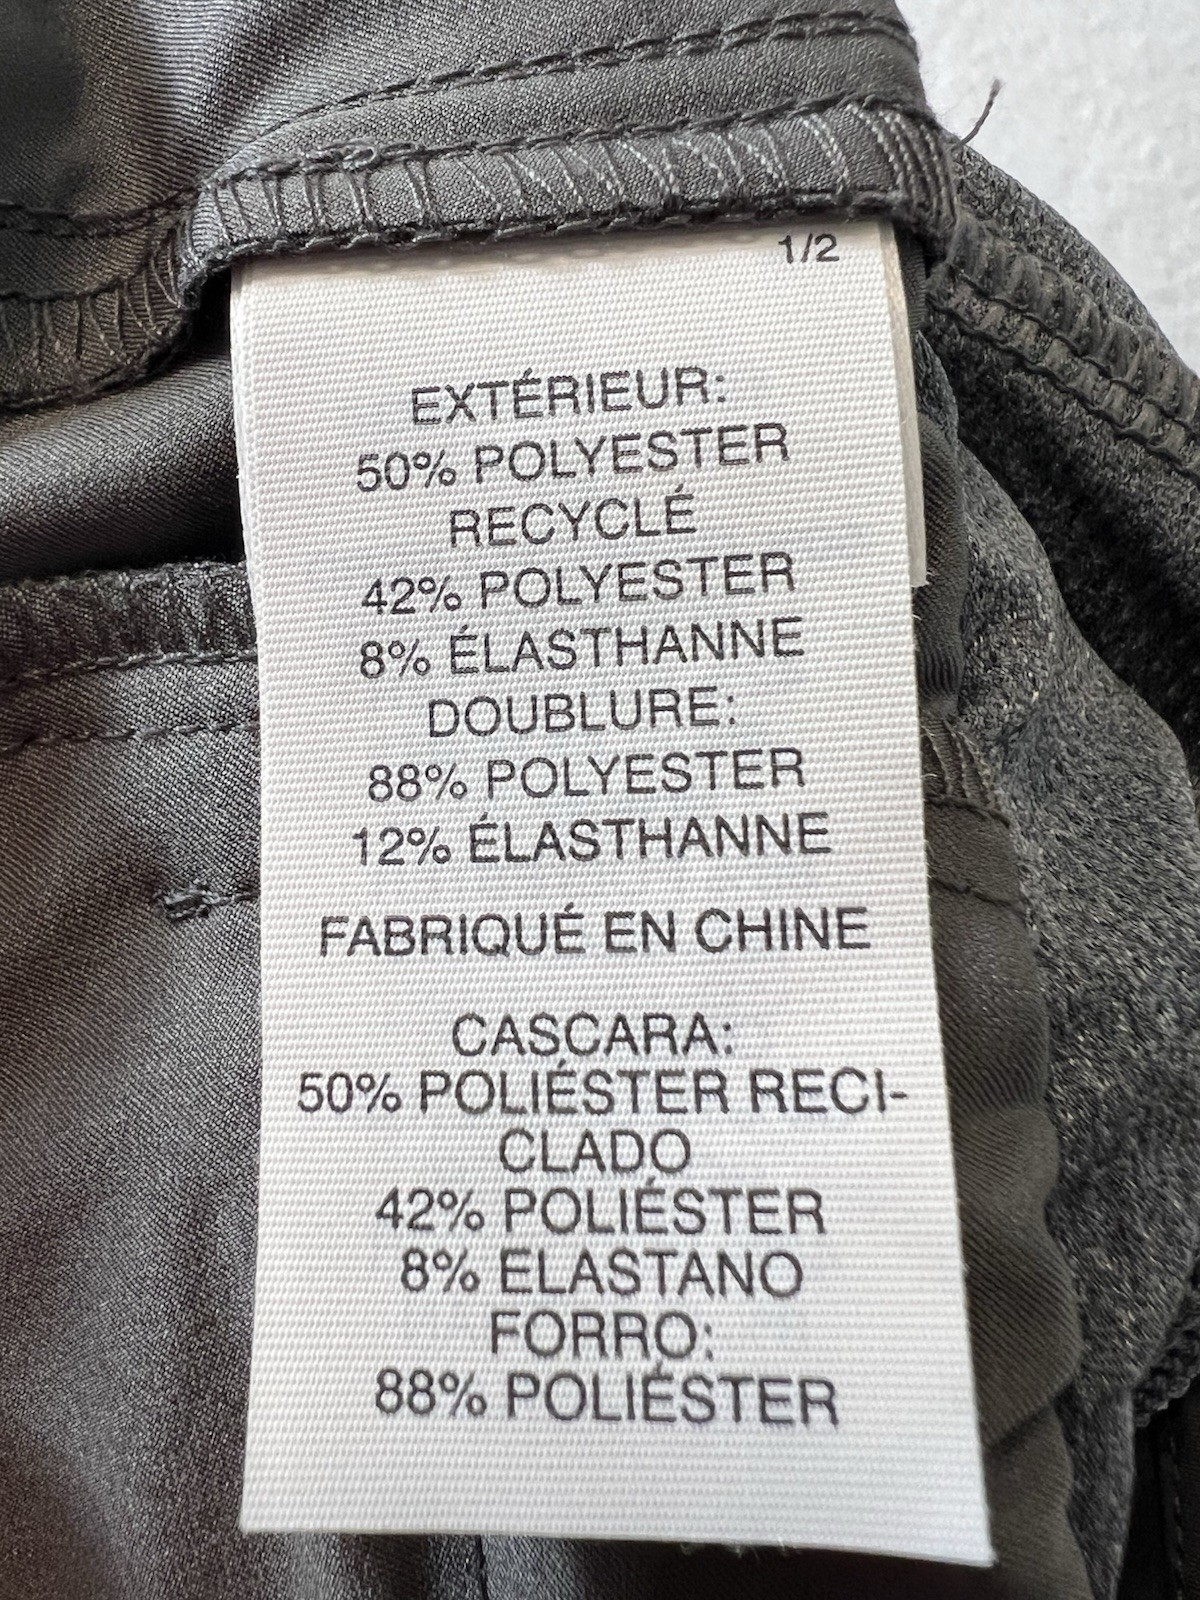 1/2
EXTÉRIEUR:
50% POLYESTER
RECYCLÉ
42% POLYESTER
8% ÉLASTHANNE
DOUBLURE:
88% POLYESTER
12% ÉLASTHANNE
FABRIQUÉ EN CHINE
CASCARA:
50% POLIÉSTER RECI-
CLADO
42% POLIÉSTER
8% ELASTANO
FORRO:
88% POLIÉSTER